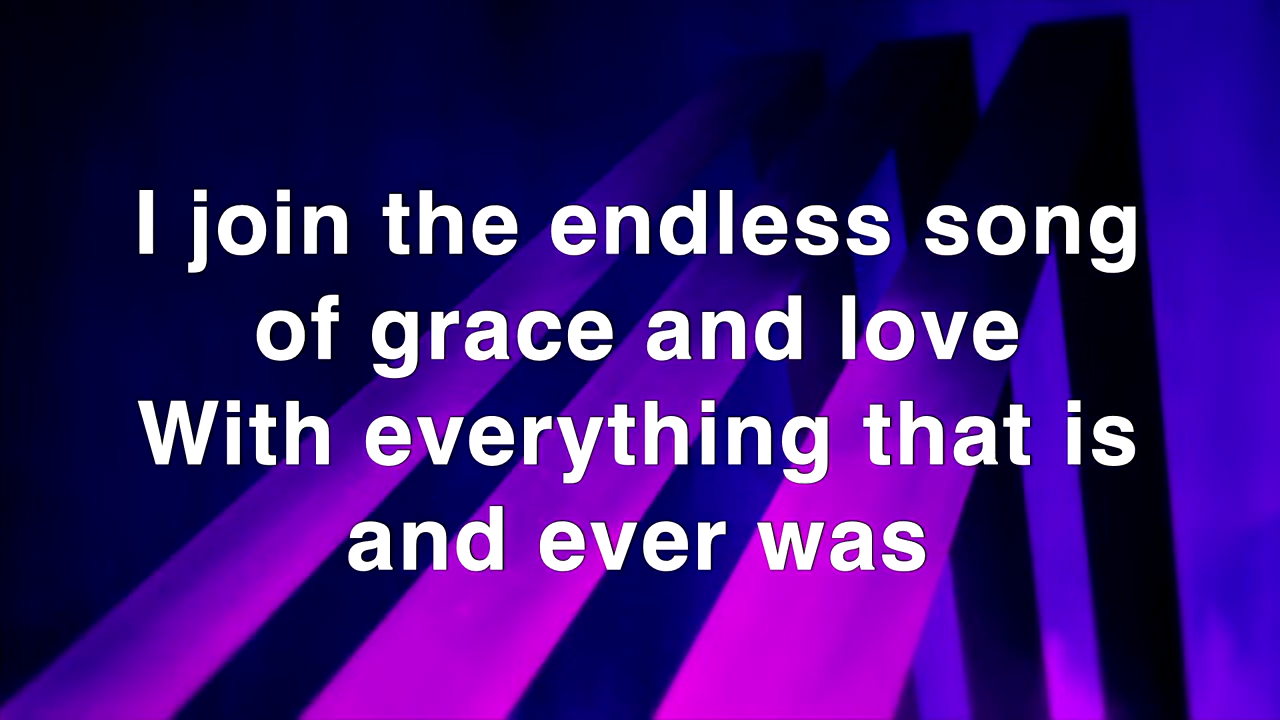 I join the endless song
of grace and love
With everything that is
and ever was